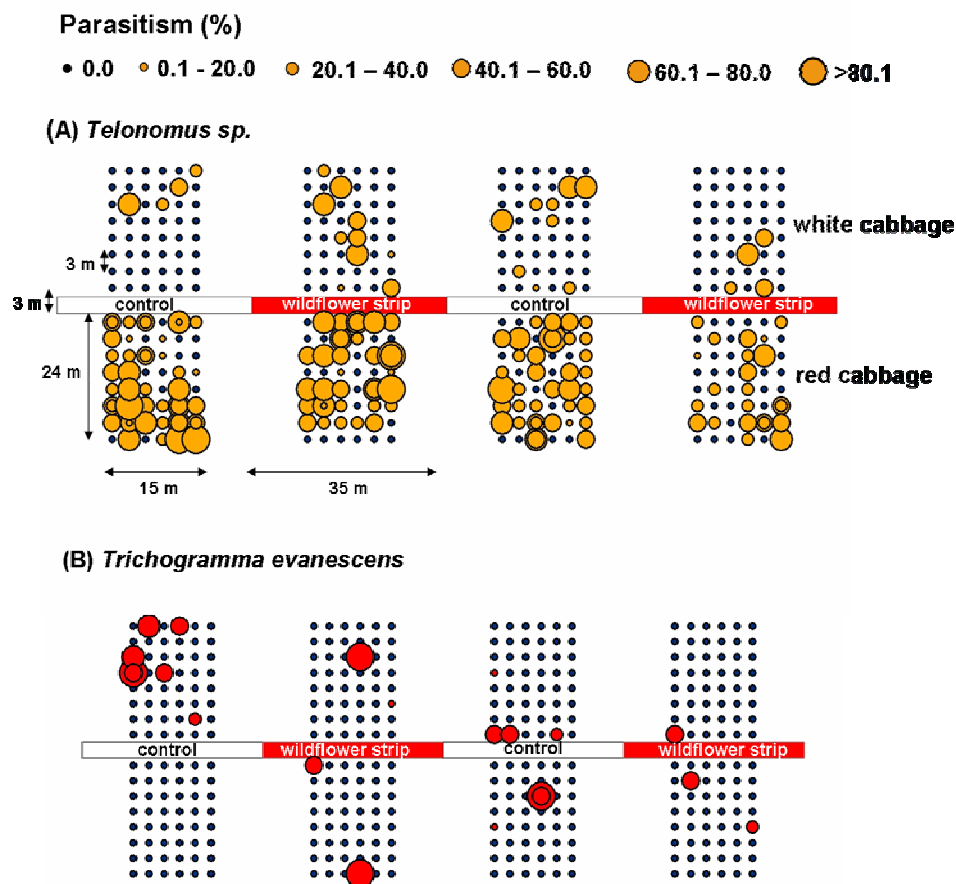 Parasitism (%)
0.0 0.1 - 20.0 20.1 – 40.0 40.1 – 60.0 60.1 – 80.0 >80.1
(A) Telonomus sp.
white cabbage
3 m
3 m
control wildflower strip control wildflower strip
24 m
red cabbage
15 m 35 m
(B) Trichogramma evanescens
control wildflower strip control wildflower strip